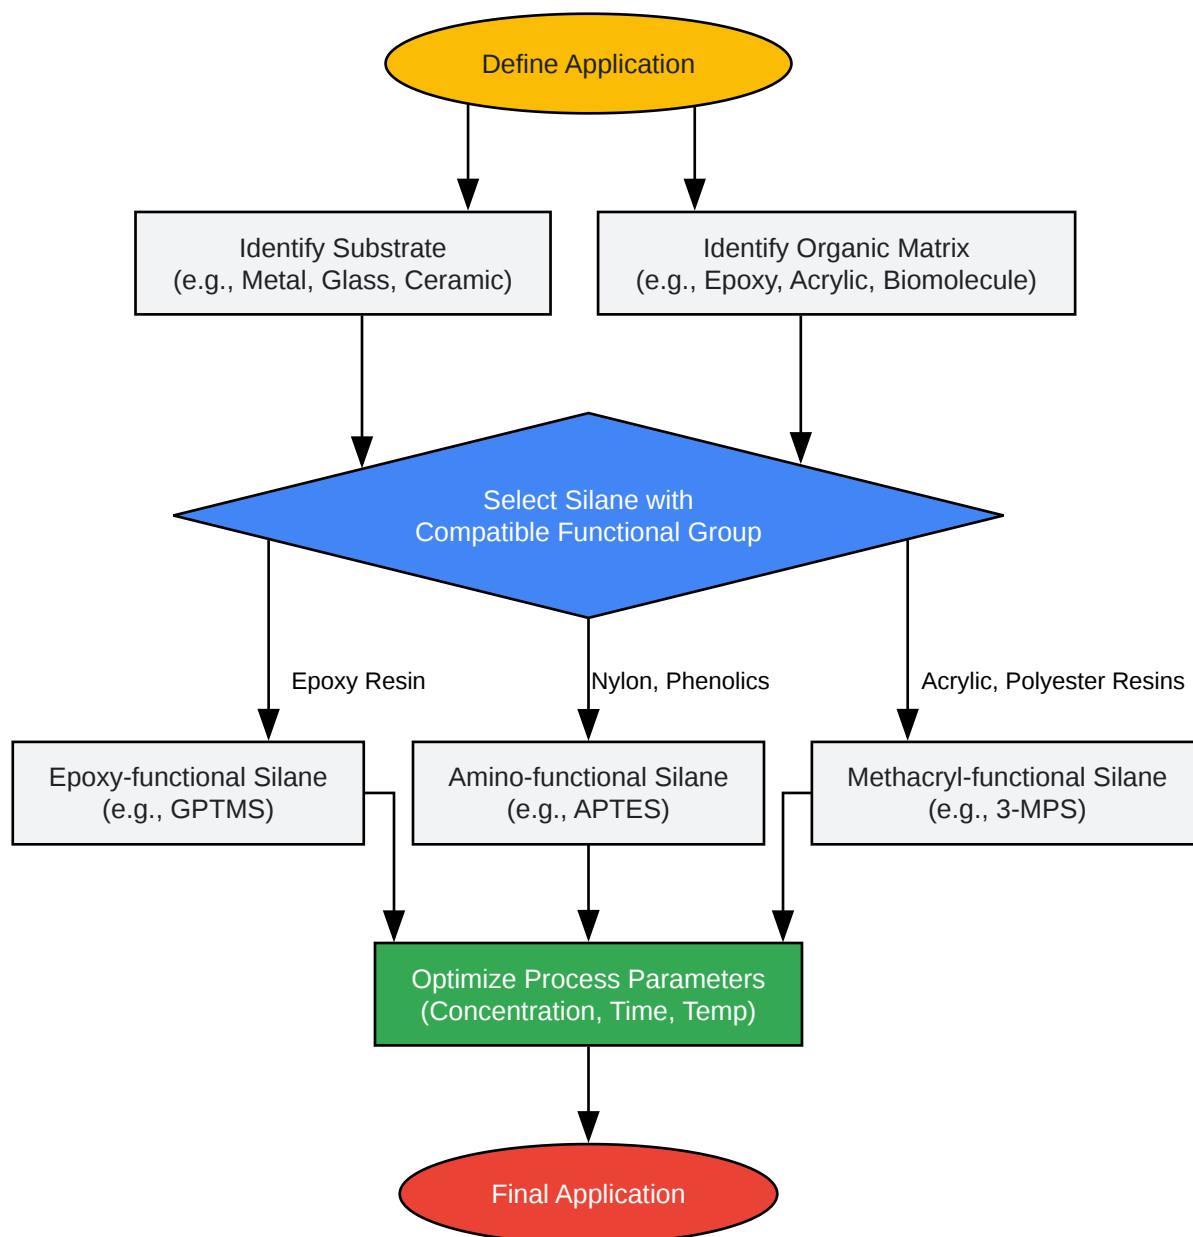 Define Application
Identify Substrate
(e.g., Metal, Glass, Ceramic)
Identify Organic Matrix
(e.g., Epoxy, Acrylic, Biomolecule)
Select Silane with
Compatible Functional Group
Epoxy Resin
Nylon, Phenolics
Acrylic, Polyester Resins
Epoxy-functional Silane
(e.g., GPTMS)
Amino-functional Silane
(e.g., APTES)
Methacryl-functional Silane
(e.g., 3-MPS)
Optimize Process Parameters
(Concentration, Time, Temp)
Final Application